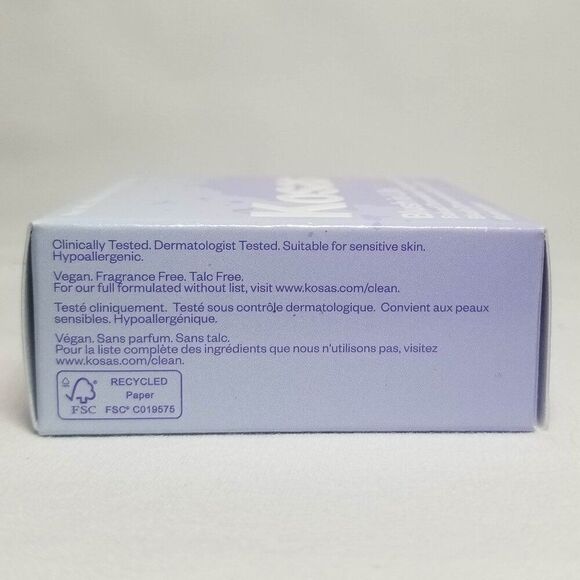 Kosas
Clinically Tested. Dermatologist Tested. Suitable for sensitive skin.
Hypoallergenic.
Vegan. Fragrance Free. Talc Free.
For our full formulated without list, visit www.kosas.com/clean.
Testé cliniquement. Testé sous contrôle dermatologique. Convient aux peaux
sensibles. Hypoallergénique.
Végan. Sans parfum. Sans talc.
Pour la liste complète des ingrédients que nous n'utilisons pas, visitez
www.kosas.com/clean.
FSC
RECYCLED
Paper
FSC® C019575